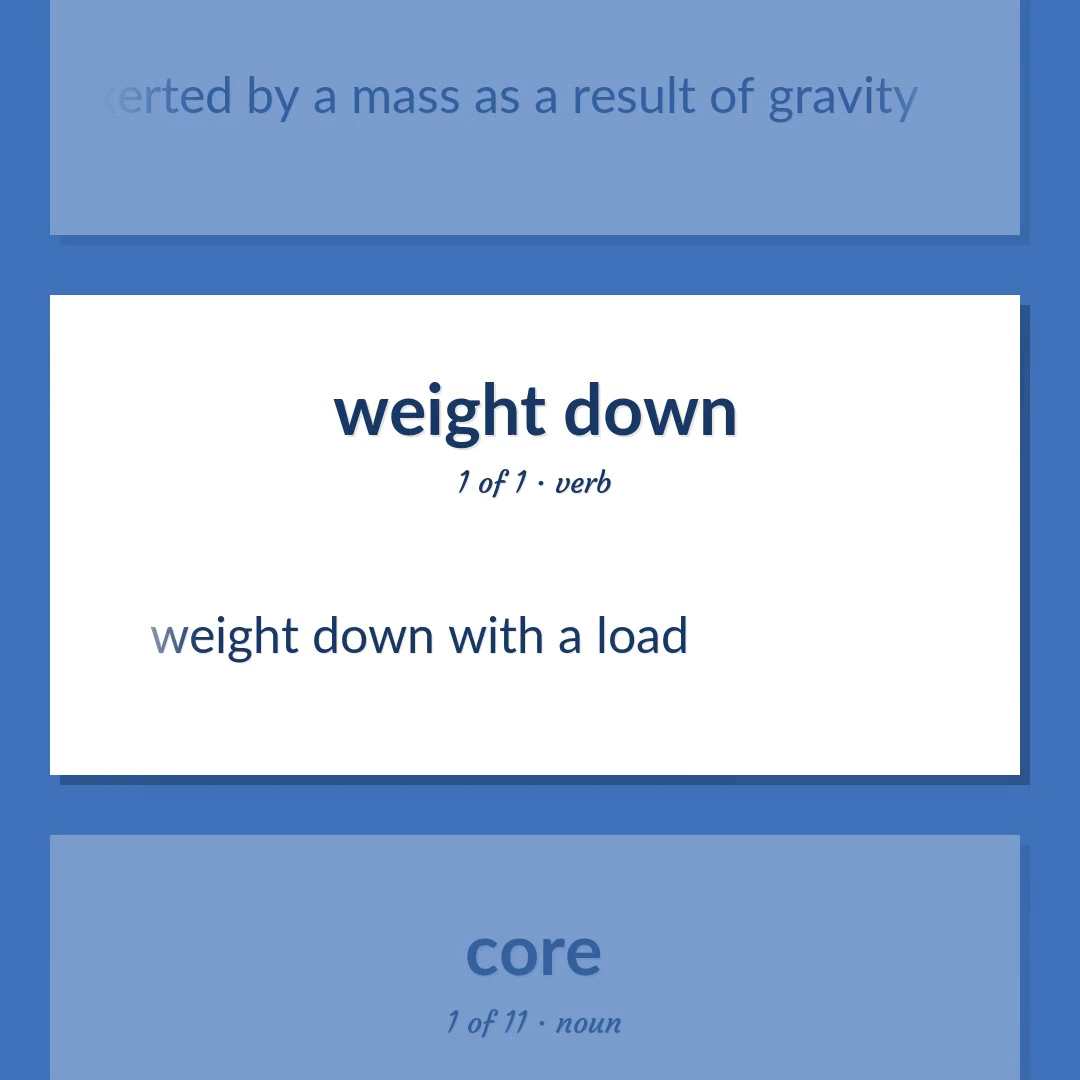 erted by a mass as a result of gravity
weight down
1 of 1 · verb
weight down with a load
core
1 of 11 · noun